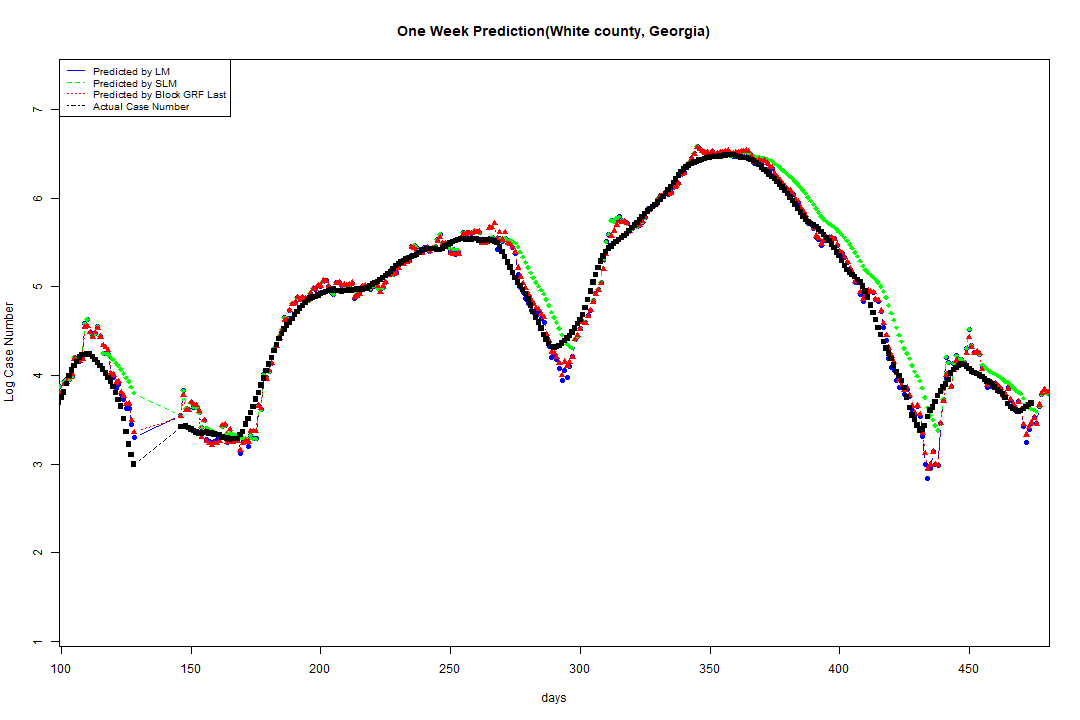 One Week Prediction(White county, Georgia)
Predicted by LM
Predicted by SLM
Predicted by Block GRF Last
Actual Case Number
Log Case Number
7
6
5
4
3
2
1
100 150 200 250 300 350 400 450
days